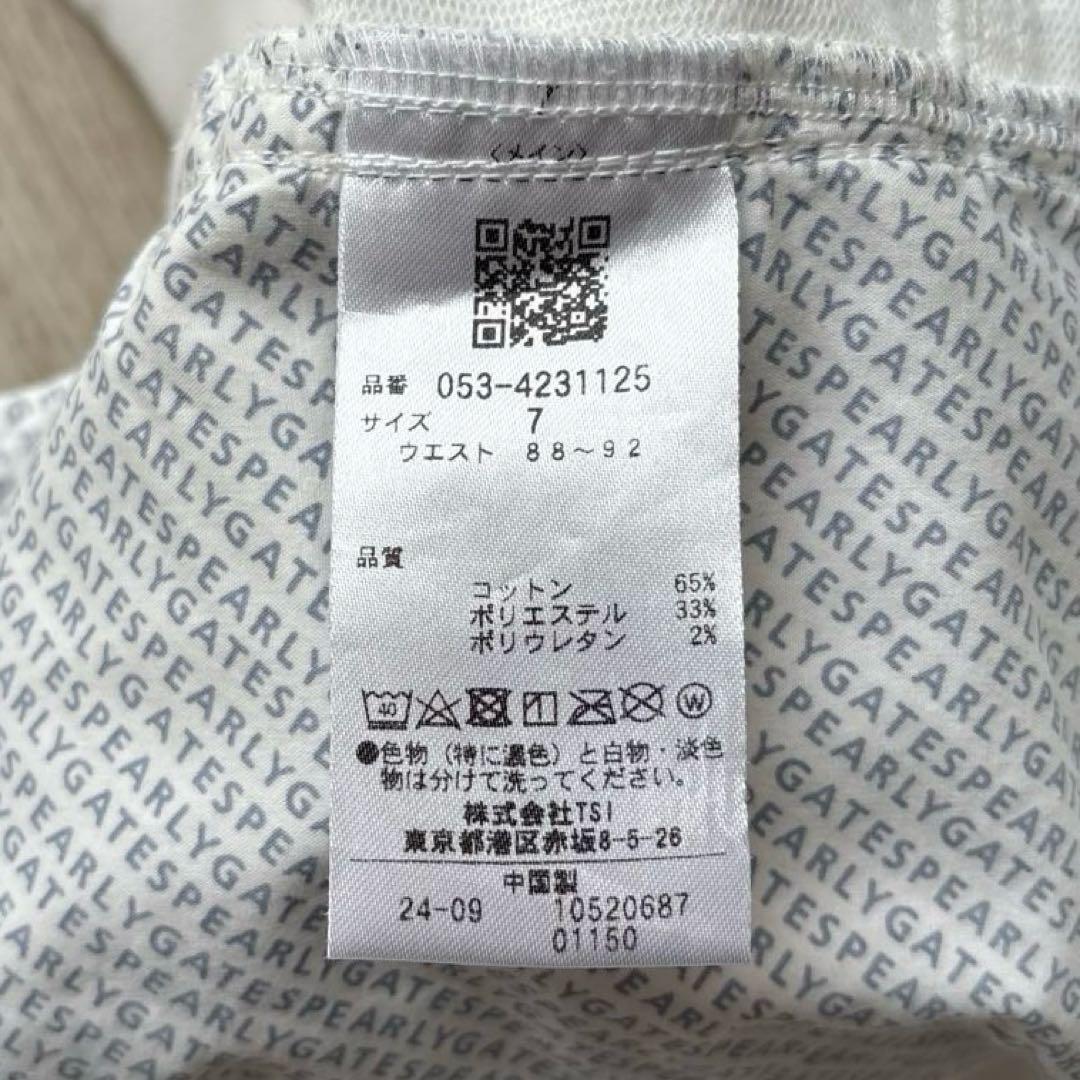 〈メイン〉
品番 053-4231125
サイズ 7
ウエスト 88～92
品質
コットン 65%
ポリエステル 33%
ポリウレタン 2%
40
W
●色物（特に濃色）と白物・淡色
物は分けて洗ってください。
株式会社TSI
東京都港区赤坂8-5-26
中国製
24-09 10520687
01150
PEARLYGATES